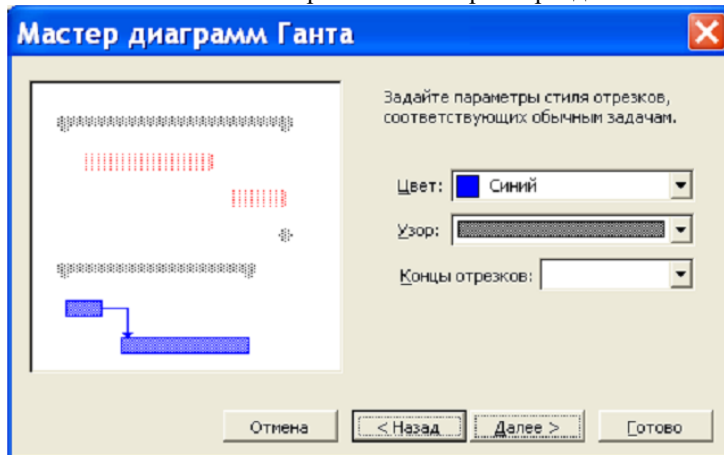 Мастер диаграмм Ганта
Задайте параметры стиля отрезков,
соответствующих обычным задачам.
Цвет: Синий
Узор:
Концы отрезков:
Отмена
< Назад
Далее >
Готово